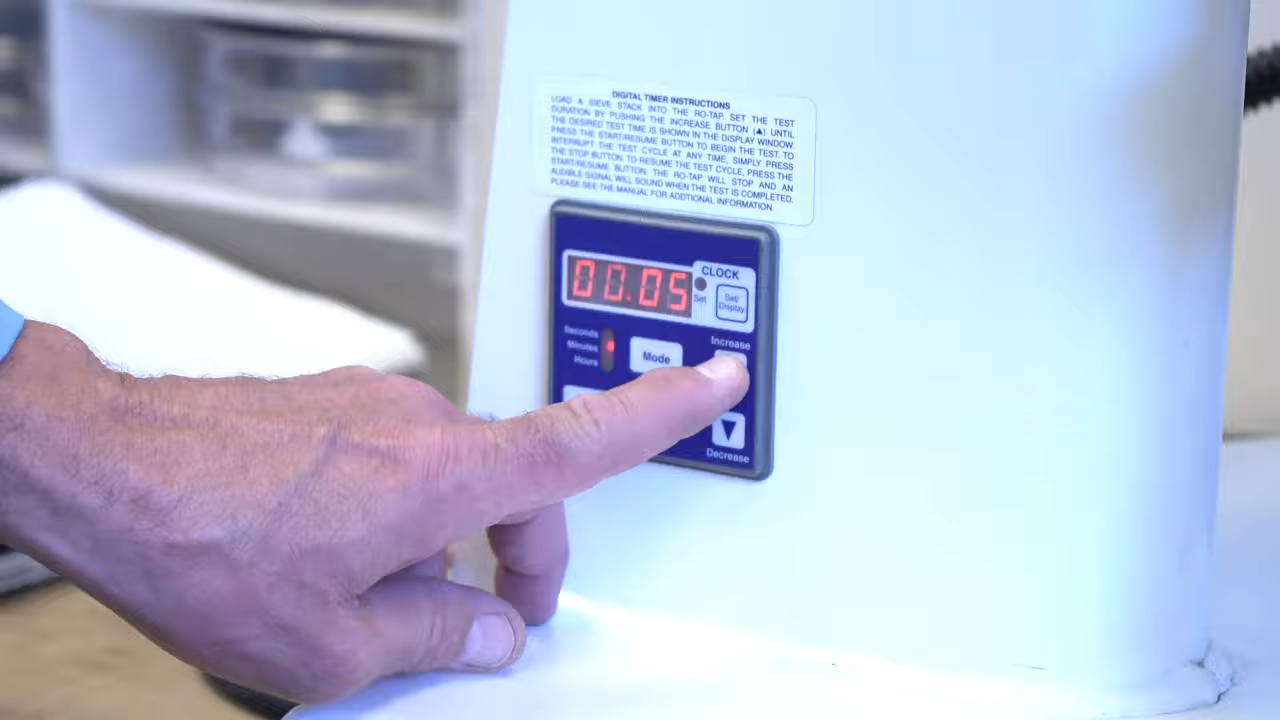 DIGITAL TIMER INSTRUCTIONS
LOAD A SIEVE STACK INTO THE RO-TAP. SET THE TEST
DURATION BY PUSHING THE INCREASE BUTTON (▲) UNTIL
THE DESIRED TEST TIME IS SHOWN IN THE DISPLAY WINDOW.
PRESS THE START/RESUME BUTTON TO BEGIN THE TEST. TO
INTERRUPT THE TEST CYCLE AT ANY TIME, SIMPLY PRESS
THE STOP BUTTON. TO RESUME THE TEST CYCLE, PRESS THE
START/RESUME BUTTON. THE RO-TAP WILL STOP AND AN
AUDIBLE SIGNAL WILL SOUND WHEN THE TEST IS COMPLETED.
PLEASE SEE THE MANUAL FOR ADDTIONAL INFORMATION.
00.05
CLOCK
Set
Set/
Display
Seconds
Minutes
Hours
Mode
Increase
Decrease